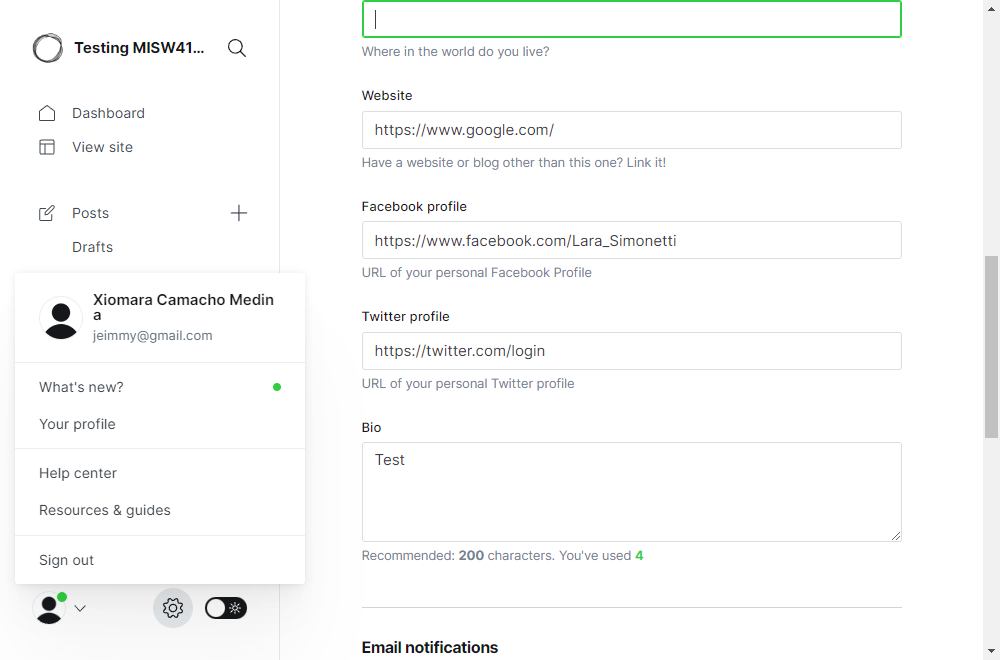 Testing MISW41...
Dashboard
View site
Posts
Drafts
Xiomara Camacho Medin
a
jeimmy@gmail.com
What's new?
Your profile
Help center
Resources & guides
Sign out
Where in the world do you live?
Website
https://www.google.com/
Have a website or blog other than this one? Link it!
Facebook profile
https://www.facebook.com/Lara_Simonetti
URL of your personal Facebook Profile
Twitter profile
https://twitter.com/login
URL of your personal Twitter profile
Bio
Test
Recommended: 200 characters. You've used 4
Email notifications